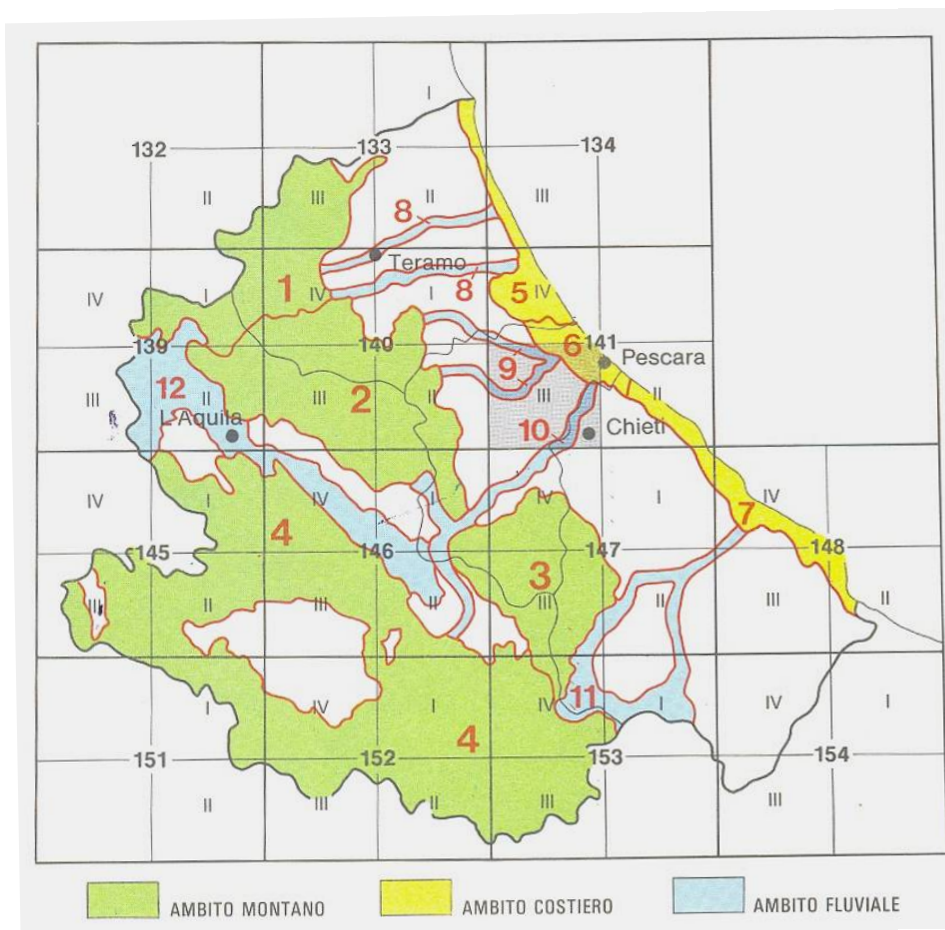 I
132 133 134
II III II III
8
Teramo
IV I 1 IV I 8 5 IV
139 140 6 141
Pescara
9
III 12 II III 2 II III II
L'Aquila 10 Chieti
IV I IV I IV I IV
4 7
145 146 147 148
3
III II III II III II III II
11
I IV I IV I IV I
4
151 152 153 154
II III II III III
AMBITO MONTANO AMBITO COSTIERO AMBITO FLUVIALE